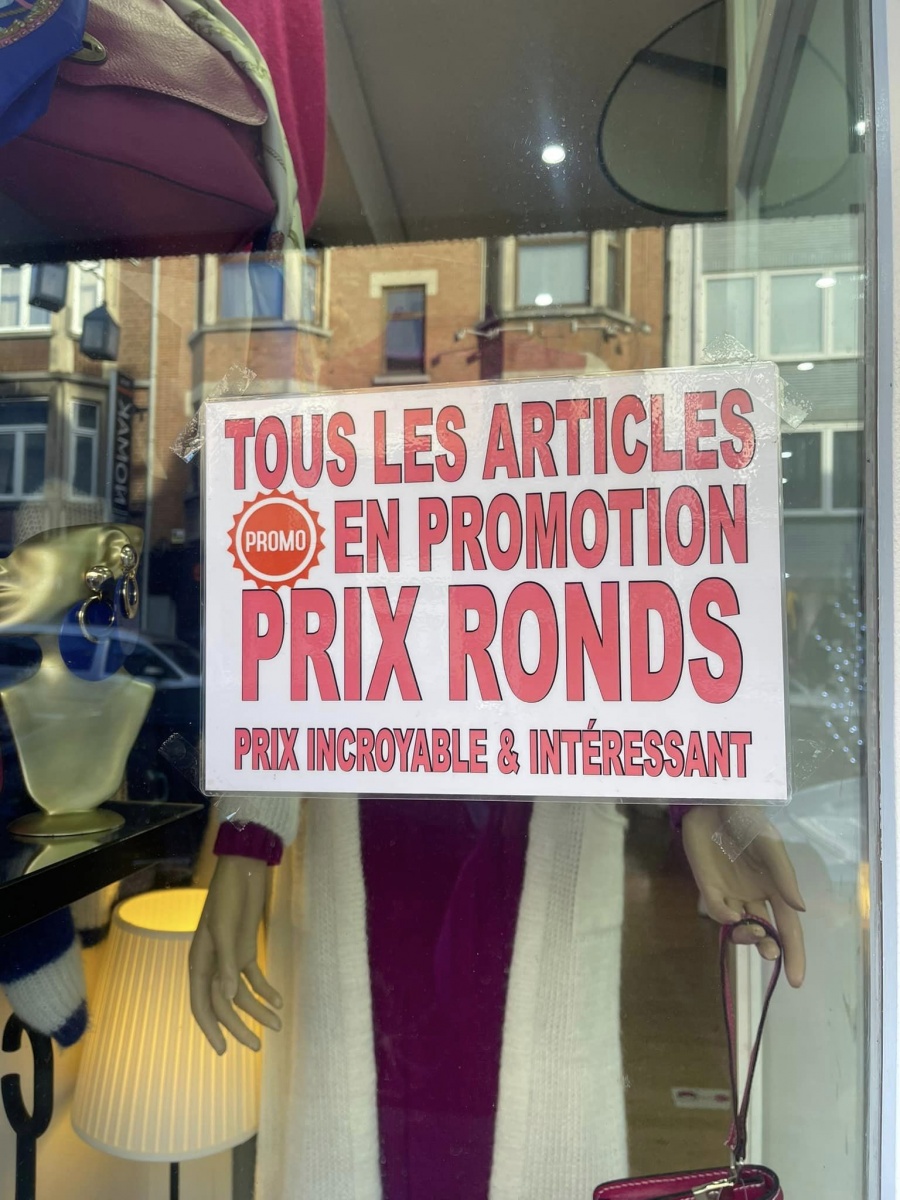 TOUS LES ARTICLES
PROMO EN PROMOTION
PRIX RONDS
PRIX INCROYABLE & INTÉRESSANT